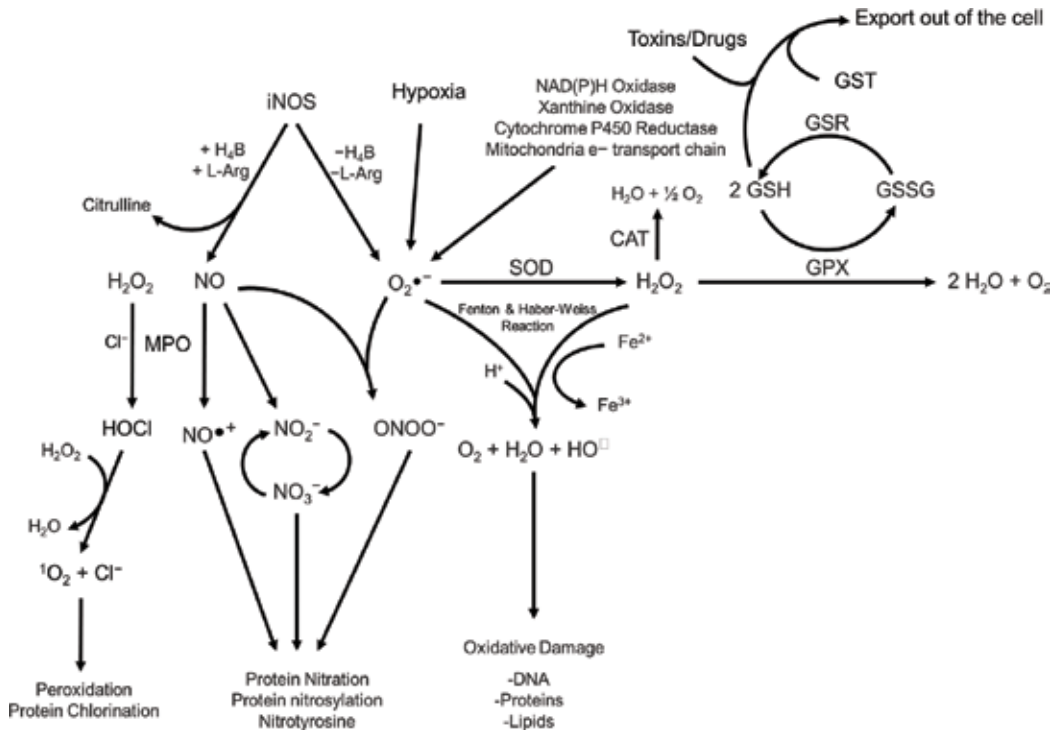 Export out of the cell
Toxins/Drugs
GST
NAD(P)H Oxidase
Xanthine Oxidase
Cytochrome P450 Reductase
Mitochondria e− transport chain
Hypoxia
iNOS
GSR
+ H₄B
+ L-Arg
−H₄B
−L-Arg
2 GSH
GSSG
H₂O + ½ O₂
Citrulline
CAT
SOD
GPX
H₂O₂
NO
O₂•−
H₂O₂
2 H₂O + O₂
Fenton & Haber-Weiss
Reaction
Cl⁻
MPO
Fe²⁺
H⁺
Fe³⁺
HOCl
NO•+
NO₂⁻
ONOO⁻
O₂ + H₂O + HO□
H₂O₂
NO₃⁻
H₂O
¹O₂ + Cl⁻
Oxidative Damage
-DNA
-Proteins
-Lipids
Protein Nitration
Protein nitrosylation
Nitrotyrosine
Peroxidation
Protein Chlorination